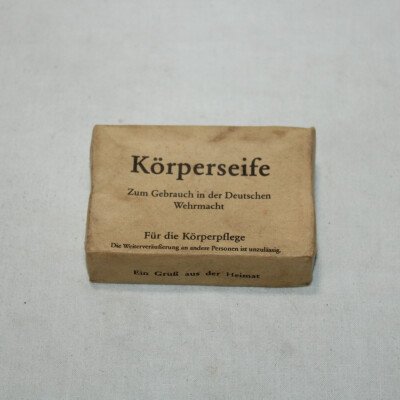 Körperseife
Zum Gebrauch in der Deutschen
Wehrmacht
Für die Körperpflege
Die Weiterveräußerung an andere Personen ist unzulässig.
Ein Gruß aus der Heimat